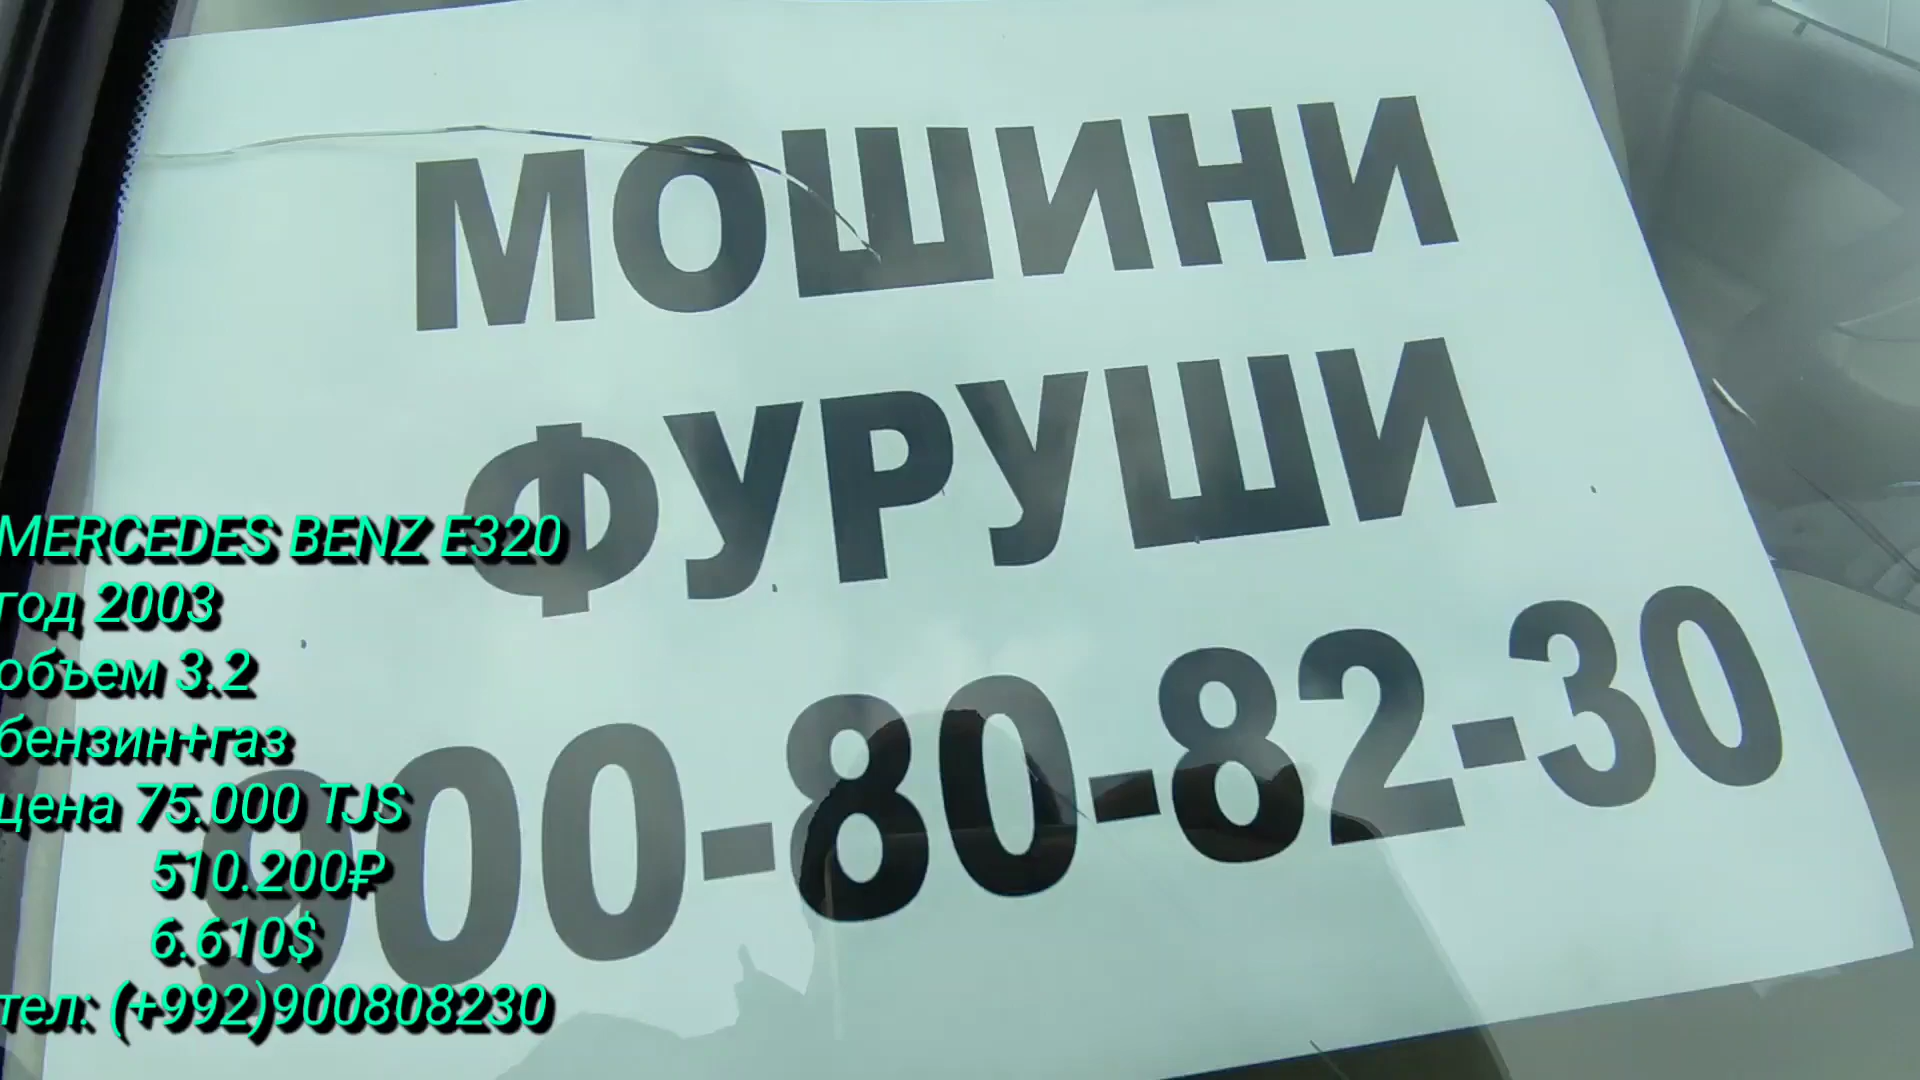 МОШИНИ
ФУРУШИ
900-80-82-30
MERCEDES BENZ E320
год 2003
объем 3.2
бензин+газ
цена 75.000 TJS
510.200₽
6.610$
тел: (+992)900808230